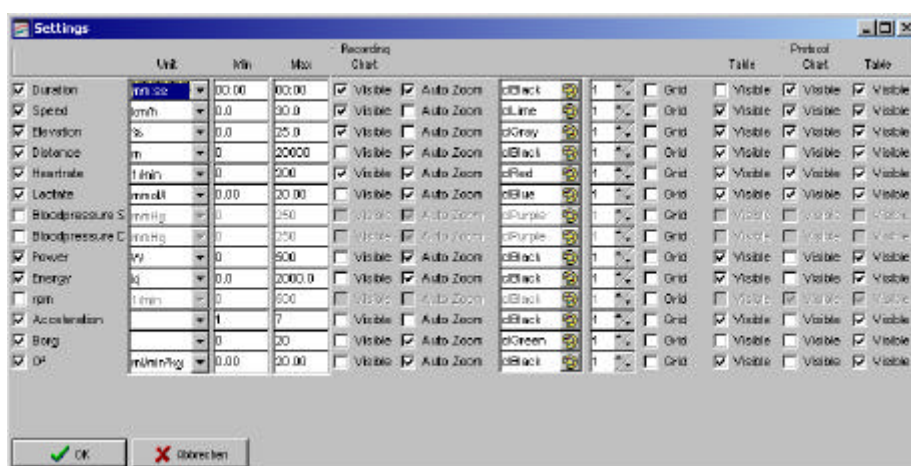 Settings
Recording Protocol
Unit Min Max Chart Table Chart Table
Duration mm:ss 00:00 00:00 Visible Auto Zoom clBlack 1 Grid Visible Visible Visible
Speed km/h 0.0 30.0 Visible Auto Zoom clLime 1 Grid Visible Visible Visible
Elevation % 0.0 25.0 Visible Auto Zoom clGray 1 Grid Visible Visible Visible
Distance m 0 20000 Visible Auto Zoom clBlack 1 Grid Visible Visible Visible
Heartrate 1/min 0 200 Visible Auto Zoom clRed 1 Grid Visible Visible Visible
Lactate mmol/l 0.00 20.00 Visible Auto Zoom clBlue 1 Grid Visible Visible Visible
Bloodpressure S mmHg 0 250 Visible Auto Zoom clPurple 1 Grid Visible Visible Visible
Bloodpressure mmHg 0 250 Visible Auto Zoom clPurple 1 Grid Visible Visible Visible
Power W 0 Visible Auto Zoom clBlack 1 Grid Visible Visible Visible
Energy 0.0 2000.0 Visible Auto Zoom clBlack 1 Grid Visible Visible Visible
rpm 1/min 0 Visible Auto Zoom clBlack 1 Grid Visible Visible Visible
Acceleration 1 7 Visible Auto Zoom clBlack 1 Grid Visible Visible Visible
Borg 0 20 Visible Auto Zoom clGreen 1 Grid Visible Visible Visible
O² ml/min/kg 0.00 20.00 Visible Auto Zoom clBlack 1 Grid Visible Visible Visible
OK Abbrechen